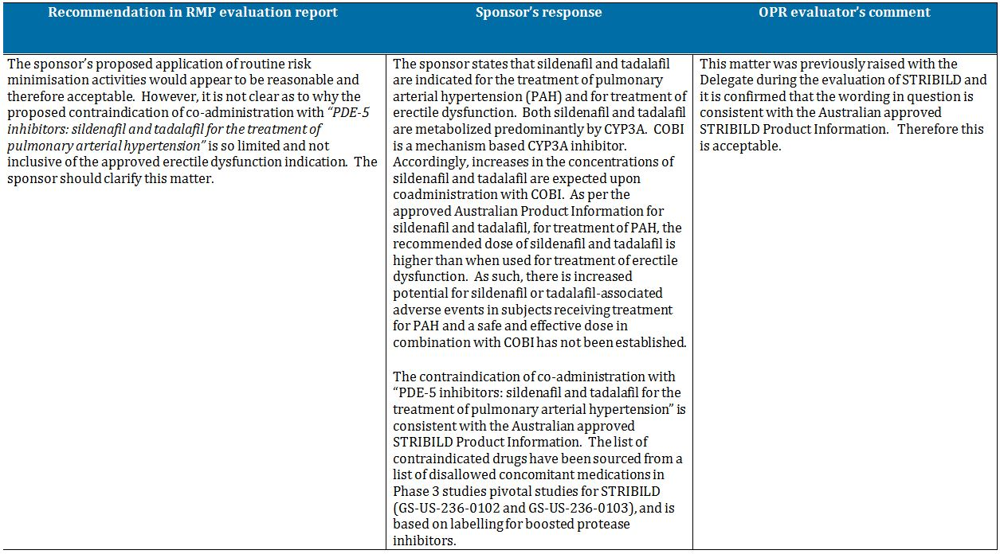 Recommendation in RMP evaluation report
Sponsor's response
OPR evaluator's comment
The sponsor's proposed application of routine risk
minimisation activities would appear to be reasonable and
therefore acceptable.  However, it is not clear as to why the
proposed contraindication of co-administration with “PDE-5
inhibitors: sildenafil and tadalafil for the treatment of
pulmonary arterial hypertension” is so limited and not
inclusive of the approved erectile dysfunction indication.  The
sponsor should clarify this matter.
The sponsor states that sildenafil and tadalafil
are indicated for the treatment of pulmonary
arterial hypertension (PAH) and for treatment of
erectile dysfunction.  Both sildenafil and tadalafil
are metabolized predominantly by CYP3A.  COBI
is a mechanism based CYP3A inhibitor.
Accordingly, increases in the concentrations of
sildenafil and tadalafil are expected upon
coadministration with COBI.  As per the
approved Australian Product Information for
sildenafil and tadalafil, for treatment of PAH, the
recommended dose of sildenafil and tadalafil is
higher than when used for treatment of erectile
dysfunction.  As such, there is increased
potential for sildenafil or tadalafil-associated
adverse events in subjects receiving treatment
for PAH and a safe and effective dose in
combination with COBI has not been established.
The contraindication of co-administration with
“PDE-5 inhibitors: sildenafil and tadalafil for the
treatment of pulmonary arterial hypertension” is
consistent with the Australian approved
STRIBILD Product Information.  The list of
contraindicated drugs have been sourced from a
list of disallowed concomitant medications in
Phase 3 studies pivotal studies for STRIBILD
(GS-US-236-0102 and GS-US-236-0103), and is
based on labelling for boosted protease
inhibitors.
This matter was previously raised with the
Delegate during the evaluation of STRIBILD and
it is confirmed that the wording in question is
consistent with the Australian approved
STRIBILD Product Information.   Therefore this
is acceptable.